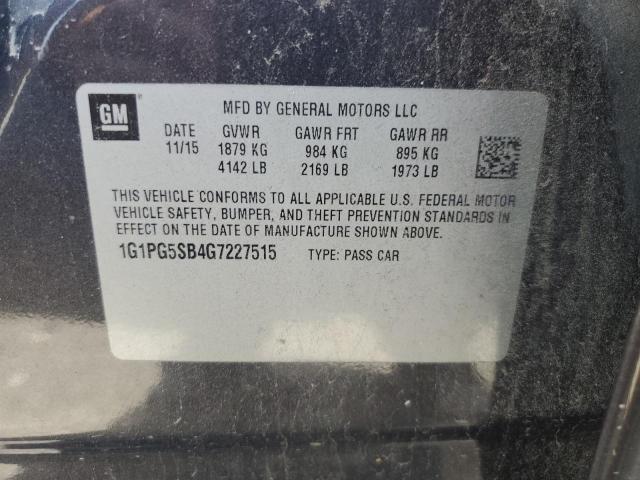 GM
MFD BY GENERAL MOTORS LLC
DATE GVWR GAWR FRT GAWR RR
11/15 1879 KG 984 KG 895 KG
4142 LB 2169 LB 1973 LB
THIS VEHICLE CONFORMS TO ALL APPLICABLE U.S. FEDERAL MOTOR
VEHICLE SAFETY, BUMPER, AND THEFT PREVENTION STANDARDS IN
EFFECT ON THE DATE OF MANUFACTURE SHOWN ABOVE.
1G1PG5SB4G7227515 TYPE: PASS CAR